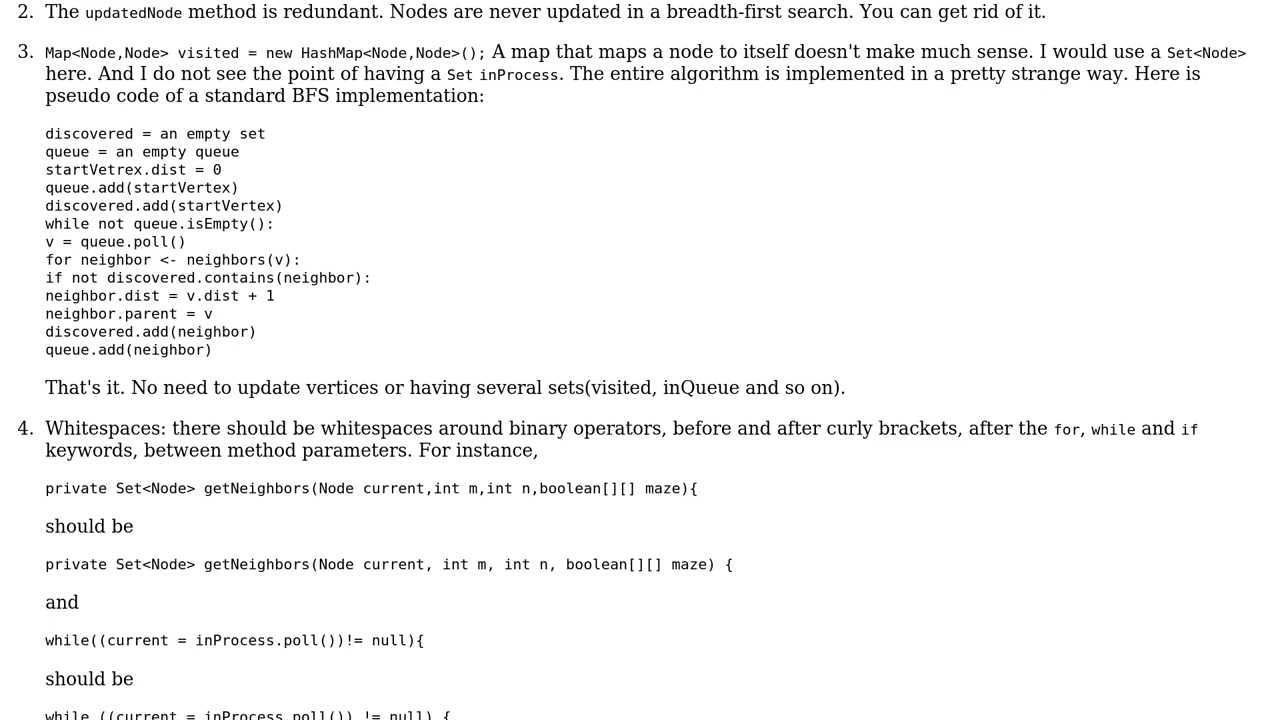 2. The updatedNode method is redundant. Nodes are never updated in a breadth-first search. You can get rid of it.
3. Map<Node,Node> visited = new HashMap<Node,Node>(); A map that maps a node to itself doesn't make much sense. I would use a Set<Node>
here. And I do not see the point of having a Set inProcess. The entire algorithm is implemented in a pretty strange way. Here is
pseudo code of a standard BFS implementation:
discovered = an empty set
queue = an empty queue
startVetrex.dist = 0
queue.add(startVertex)
discovered.add(startVertex)
while not queue.isEmpty():
v = queue.poll()
for neighbor <- neighbors(v):
if not discovered.contains(neighbor):
neighbor.dist = v.dist + 1
neighbor.parent = v
discovered.add(neighbor)
queue.add(neighbor)
That's it. No need to update vertices or having several sets(visited, inQueue and so on).
4. Whitespaces: there should be whitespaces around binary operators, before and after curly brackets, after the for, while and if
keywords, between method parameters. For instance,
private Set<Node> getNeighbors(Node current,int m,int n,boolean[][] maze){
should be
private Set<Node> getNeighbors(Node current, int m, int n, boolean[][] maze) {
and
while((current = inProcess.poll())!= null){
should be
while ((current = inProcess.poll()) != null) {